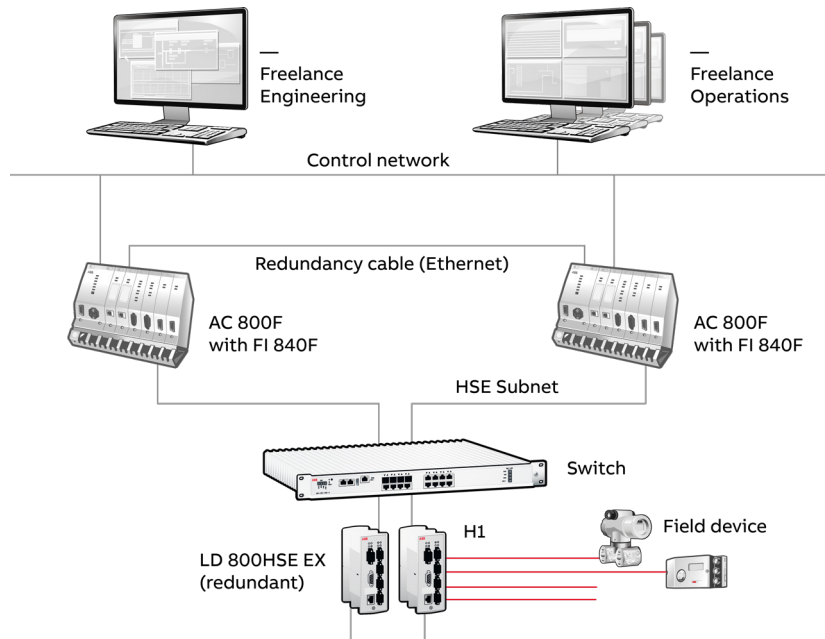 Freelance
Engineering
Freelance
Operations
Control network
Redundancy cable (Ethernet)
AC 800F
with FI 840F
AC 800F
with FI 840F
HSE Subnet
Switch
H1
Field device
LD 800HSE EX
(redundant)